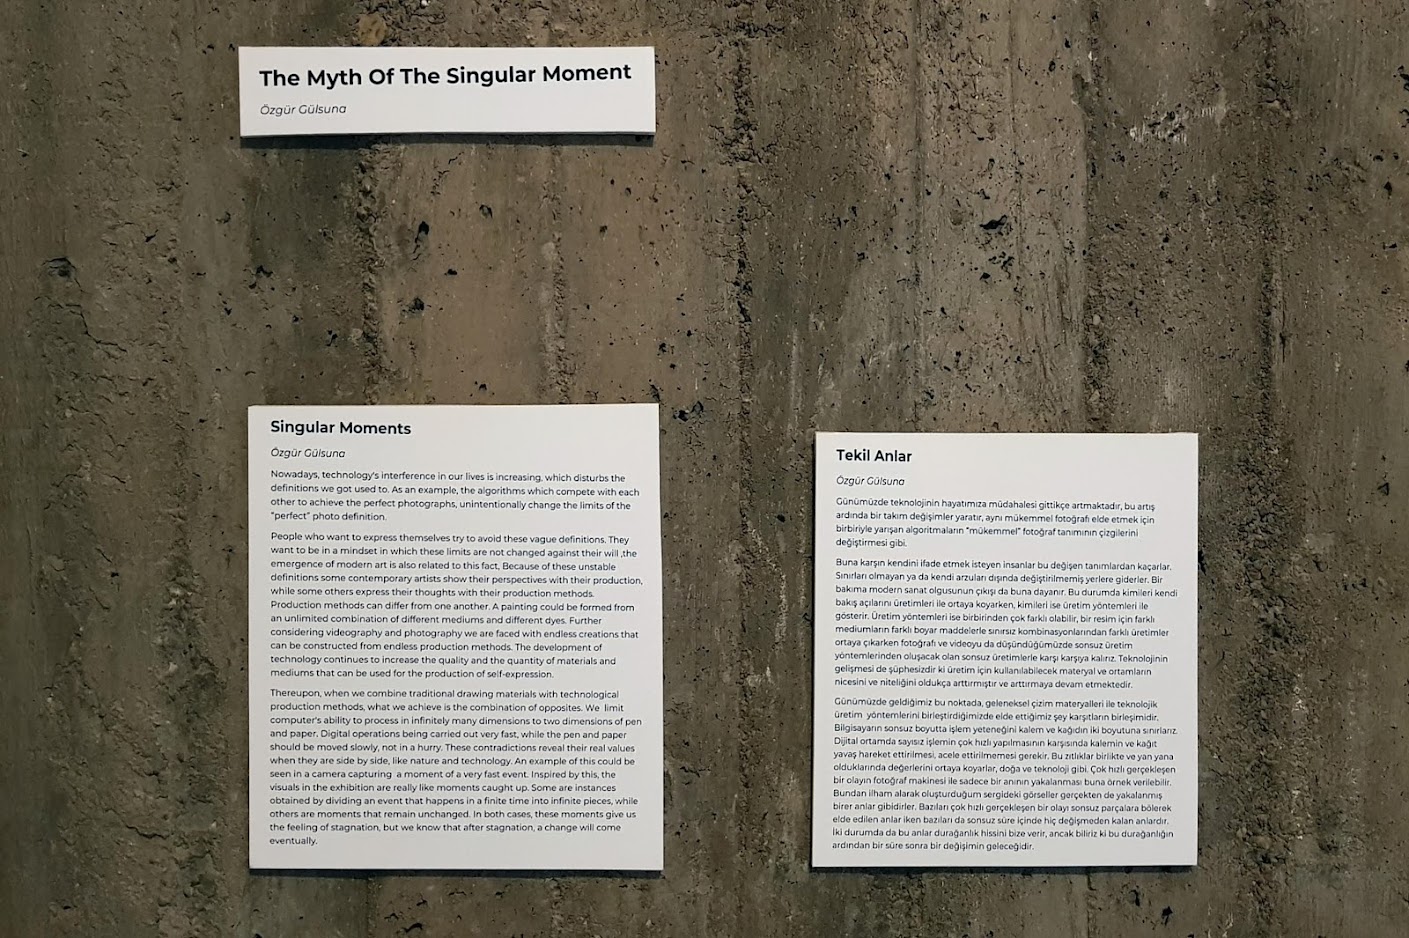 The Myth Of The Singular Moment
Özgür Gülsuna
Singular Moments
Özgür Gülsuna
Nowadays, technology's interference in our lives is increasing, which disturbs the
definitions we got used to. As an example, the algorithms which compete with each
other to achieve the perfect photographs, unintentionally change the limits of the
"perfect" photo definition.
People who want to express themselves try to avoid these vague definitions. They
want to be in a mindset in which these limits are not changed against their will ,the
emergence of modern art is also related to this fact, Because of these unstable
definitions some contemporary artists show their perspectives with their production,
while some others express their thoughts with their production methods.
Production methods can differ from one another. A painting could be formed from
an unlimited combination of different mediums and different dyes. Further
considering videography and photography we are faced with endless creations that
can be constructed from endless production methods. The development of
technology continues to increase the quality and the quantity of materials and
mediums that can be used for the production of self-expression.
Thereupon, when we combine traditional drawing materials with technological
production methods, what we achieve is the combination of opposites. We limit
computer's ability to process in infinitely many dimensions to two dimensions of pen
and paper. Digital operations being carried out very fast, while the pen and paper
should be moved slowly, not in a hurry. These contradictions reveal their real values
when they are side by side, like nature and technology. An example of this could be
seen in a camera capturing a moment of a very fast event. Inspired by this, the
visuals in the exhibition are really like moments caught up. Some are instances
obtained by dividing an event that happens in a finite time into infinite pieces, while
others are moments that remain unchanged. In both cases, these moments give us
the feeling of stagnation, but we know that after stagnation, a change will come
eventually.
Tekil Anlar
Özgür Gülsuna
Günümüzde teknolojinin hayatımıza müdahalesi gittikçe artmaktadır, bu artış
ardında bir takım değişimler yaratır, aynı mükemmel fotoğrafı elde etmek için
birbiriyle yarışan algoritmaların "mükemmel" fotoğraf tanımının çizgilerini
değiştirmesi gibi.
Buna karşın kendini ifade etmek isteyen insanlar bu değişen tanımlardan kaçarlar.
Sınırları olmayan ya da kendi arzuları dışında değiştirilmemiş yerlere giderler. Bir
bakıma modern sanat olgusunun çıkışı da buna dayanır. Bu durumda kimileri kendi
bakış açılarını üretimleri ile ortaya koyarken, kimileri ise üretim yöntemleri ile
gösterir. Üretim yöntemleri ise birbirinden çok farklı olabilir, bir resim için farklı
mediumların farklı boyar maddelerle sınırsız kombinasyonlarından farklı üretimler
ortaya çıkarken fotoğrafı ve videoyu da düşündüğümüzde sonsuz üretim
yöntemlerinden oluşacak olan sonsuz üretimlerle karşı karşıya kalırız. Teknolojinin
gelişmesi de şüphesizdir ki üretim için kullanılabilecek materyal ve ortamların
nicesini ve niteliğini oldukça arttırmıştır ve arttırmaya devam etmektedir.
Günümüzde geldiğimiz bu noktada, geleneksel çizim materyalleri ile teknolojik
üretim yöntemlerini birleştirdiğimizde elde ettiğimiz şey karşıtların birleşimidir.
Bilgisayarın sonsuz boyutta işlem yeteneğini kalem ve kağıdın iki boyutuna sınırlarız.
Dijital ortamda sayısız işlemin çok hızlı yapılmasının karşısında kalemin ve kağıt
yavaş hareket ettirilmesi, acele ettirilmemesi gerekir. Bu zıtlıklar birlikte ve yan yana
olduklarında değerlerini ortaya koyarlar, doğa ve teknoloji gibi. Çok hızlı gerçekleşen
bir olayın fotoğraf makinesi ile sadece bir anının yakalanması buna örnek verilebilir.
Bundan ilham alarak oluşturduğum sergideki görseller gerçekten de yakalanmış
birer anlar gibidirler. Bazıları çok hızlı gerçekleşen bir olayı sonsuz parçalara bölerek
elde edilen anlar iken bazıları da sonsuz süre içinde hiç değişmeden kalan anlardır.
İki durumda da bu anlar durağanlık hissini bize verir, ancak biliriz ki bu durağanlığın
ardından bir süre sonra bir değişimin geleceğidir.